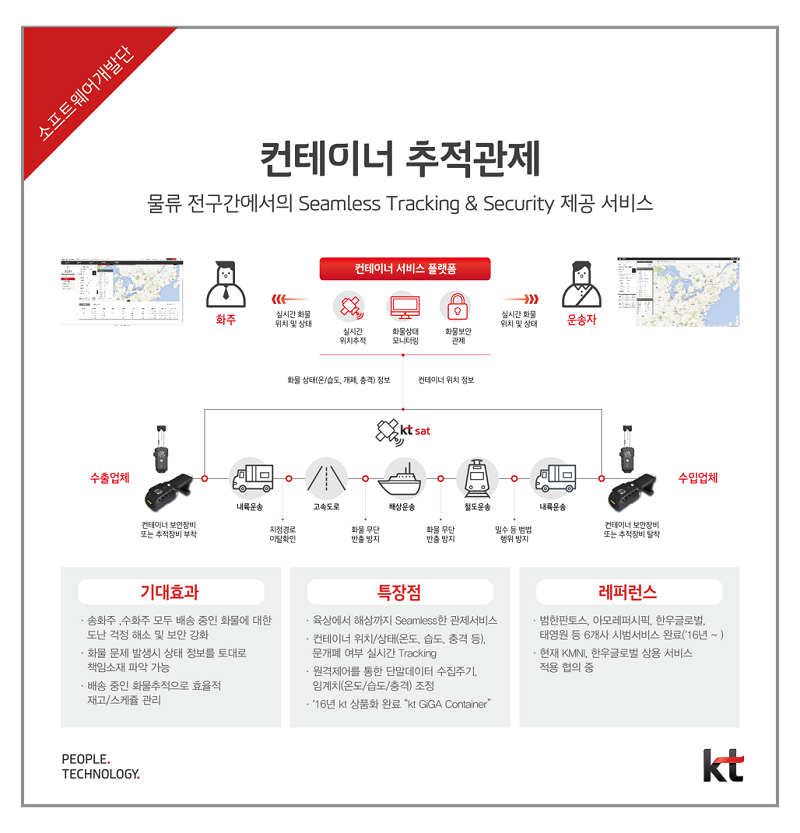 소프트웨어개발단
컨테이너 추적관제
물류 전구간에서의 Seamless Tracking & Security 제공 서비스
컨테이너 서비스 플랫폼
화주
실시간 화물
위치 및 상태
실시간
위치추적
화물상태
모니터링
화물보안
관제
실시간 화물
위치 및 상태
운송자
화물 상태(온/습도, 개폐, 충격) 정보
컨테이너 위치 정보
kt sat
수출업체
수입업체
내륙운송
고속도로
해상운송
철도운송
내륙운송
컨테이너 보안장비
또는 추적장비 부착
지정경로
이탈확인
화물 무단
반출 방지
화물 무단
반출 방지
밀수 등 범법
행위 방지
컨테이너 보안장비
또는 추적장비 탈착
기대효과
· 송화주 ,수화주 모두 배송 중인 화물에 대한
도난 걱정 해소 및 보안 강화
· 화물 문제 발생시 상태 정보를 토대로
책임소재 파악 가능
· 배송 중인 화물추적으로 효율적
재고/스케쥴 관리
특장점
· 육상에서 해상까지 Seamless한 관제서비스
· 컨테이너 위치/상태(온도, 습도, 충격 등),
문개폐 여부 실시간 Tracking
· 원격제어를 통한 단말데이터 수집주기,
임계치(온도/습도/충격) 조정
· '16년 kt 상품화 완료 “kt GiGA Container”
레퍼런스
· 범한판토스, 아모레퍼시픽, 한우글로벌,
태영원 등 6개사 시범서비스 완료('16년 ~ )
· 현재 KMNI, 한우글로벌 상용 서비스
적용 협의 중
PEOPLE.
TECHNOLOGY.
kt